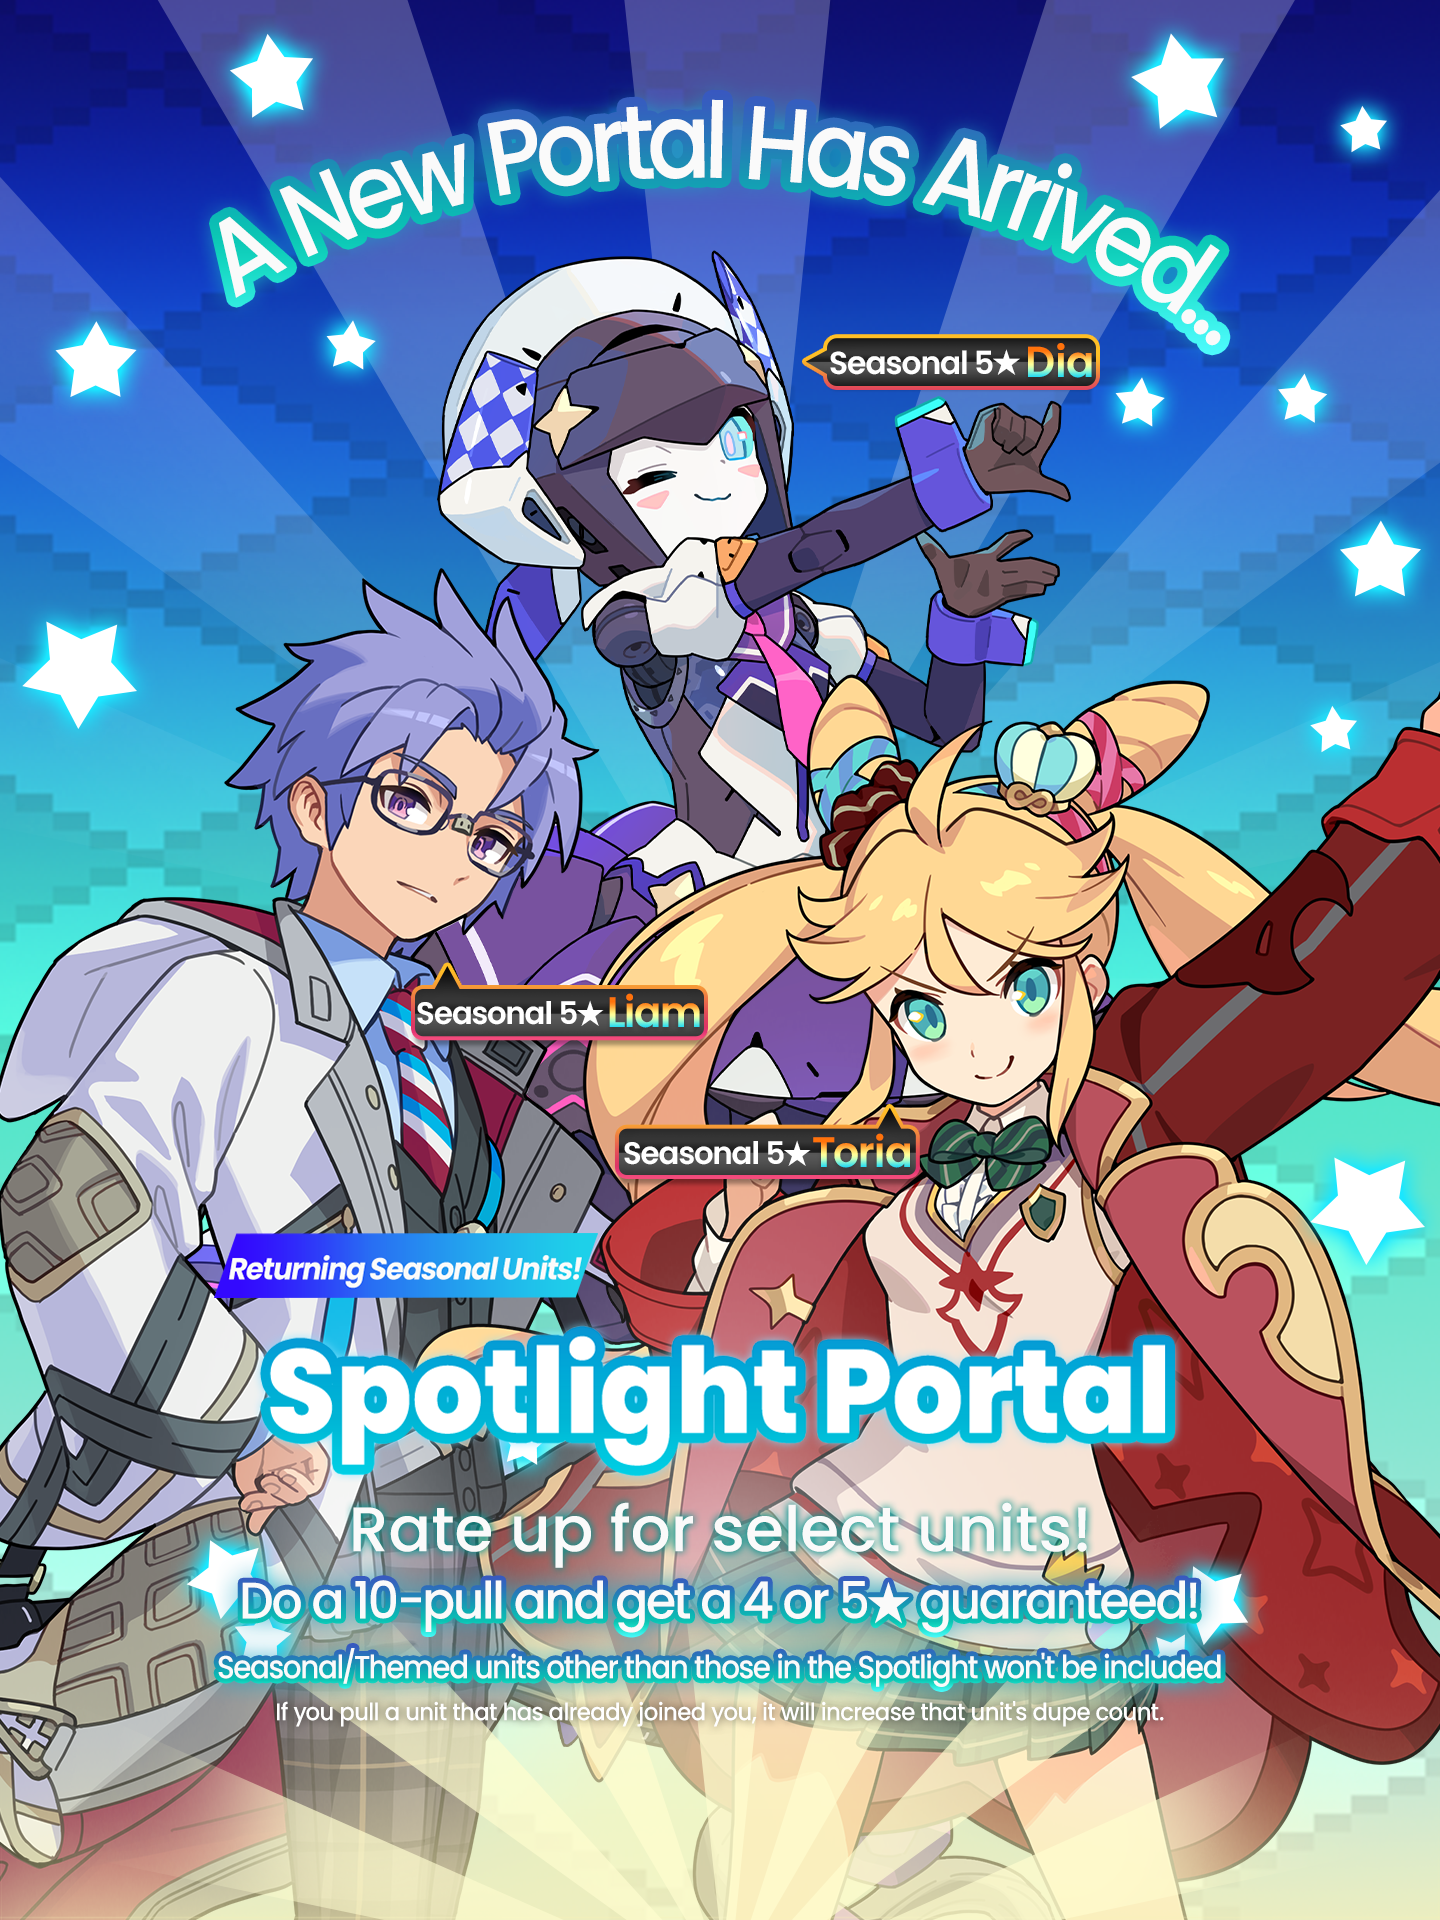 A New Portal Has Arrived...
Seasonal 5★ Dia
Seasonal 5★ Liam
Seasonal 5★ Toria
Returning Seasonal Units!
Spotlight Portal
Rate up for select units!
Do a 10-pull and get a 4 or 5★ guaranteed!
Seasonal/Themed units other than those in the Spotlight won't be included
If you pull a unit that has already joined you, it will increase that unit's dupe count.